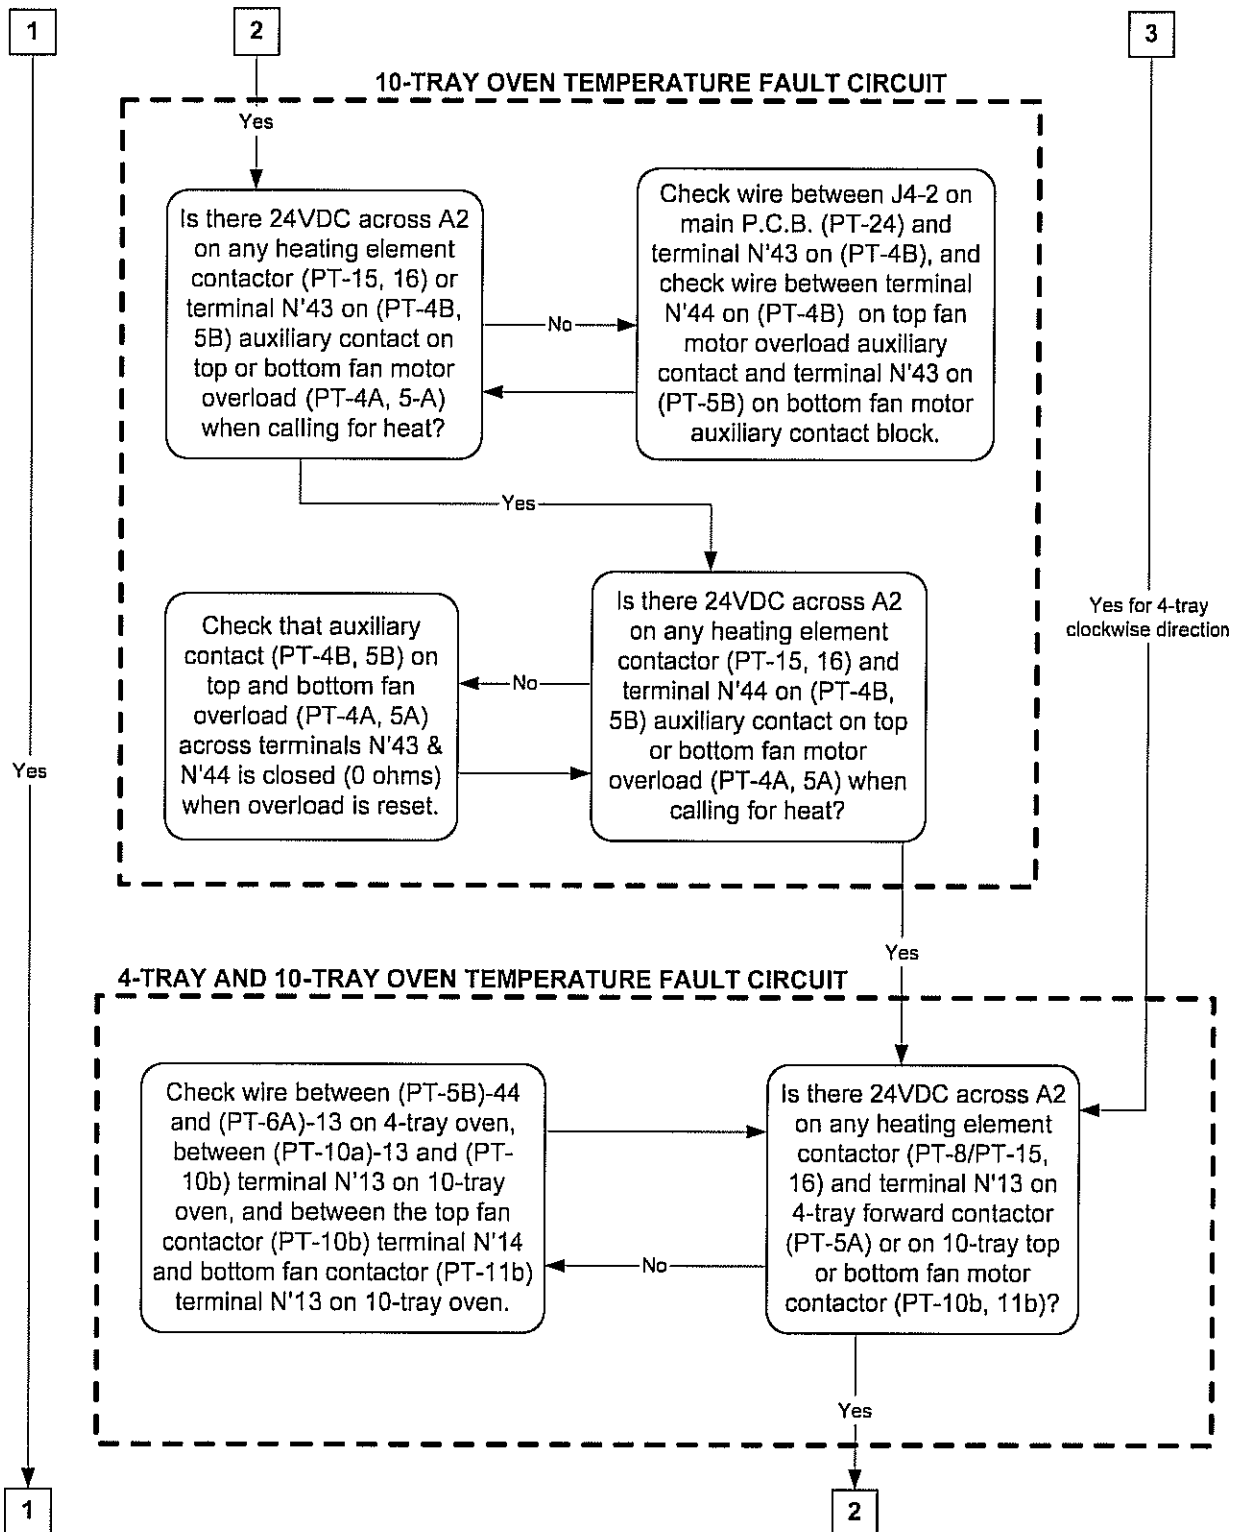 1
2
3
10-TRAY OVEN TEMPERATURE FAULT CIRCUIT
Yes
Is there 24VDC across A2
on any heating element
contactor (PT-15, 16) or
terminal N'43 on (PT-4B,
5B) auxiliary contact on
top or bottom fan motor
overload (PT-4A, 5-A)
when calling for heat?
No
Check wire between J4-2 on
main P.C.B. (PT-24) and
terminal N'43 on (PT-4B), and
check wire between terminal
N'44 on (PT-4B) on top fan
motor overload auxiliary
contact and terminal N'43 on
(PT-5B) on bottom fan motor
auxiliary contact block.
Yes
Check that auxiliary
contact (PT-4B, 5B) on
top and bottom fan
overload (PT-4A, 5A)
across terminals N'43 &
N'44 is closed (0 ohms)
when overload is reset.
No
Is there 24VDC across A2
on any heating element
contactor (PT-15, 16) and
terminal N'44 on (PT-4B,
5B) auxiliary contact on top
or bottom fan motor
overload (PT-4A, 5A) when
calling for heat?
Yes for 4-tray
clockwise direction
Yes
Yes
4-TRAY AND 10-TRAY OVEN TEMPERATURE FAULT CIRCUIT
Check wire between (PT-5B)-44
and (PT-6A)-13 on 4-tray oven,
between (PT-10a)-13 and (PT-
10b) terminal N'13 on 10-tray
oven, and between the top fan
contactor (PT-10b) terminal N'14
and bottom fan contactor (PT-11b)
terminal N'13 on 10-tray oven.
No
Is there 24VDC across A2
on any heating element
contactor (PT-8/PT-15,
16) and terminal N'13 on
4-tray forward contactor
(PT-5A) or on 10-tray top
or bottom fan motor
contactor (PT-10b, 11b)?
Yes
1
2